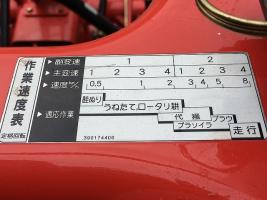 作業速度表
定格回転
▶副変速 1 2
▶主変速 1 2 3 4 1 2 3 4
▶速度 0.5 1 2 3 4 5 8
▶適応作業
畦ぬり
うねたて、ロータリ耕
代掻 プラウ
プラソイラ
走行
390174400